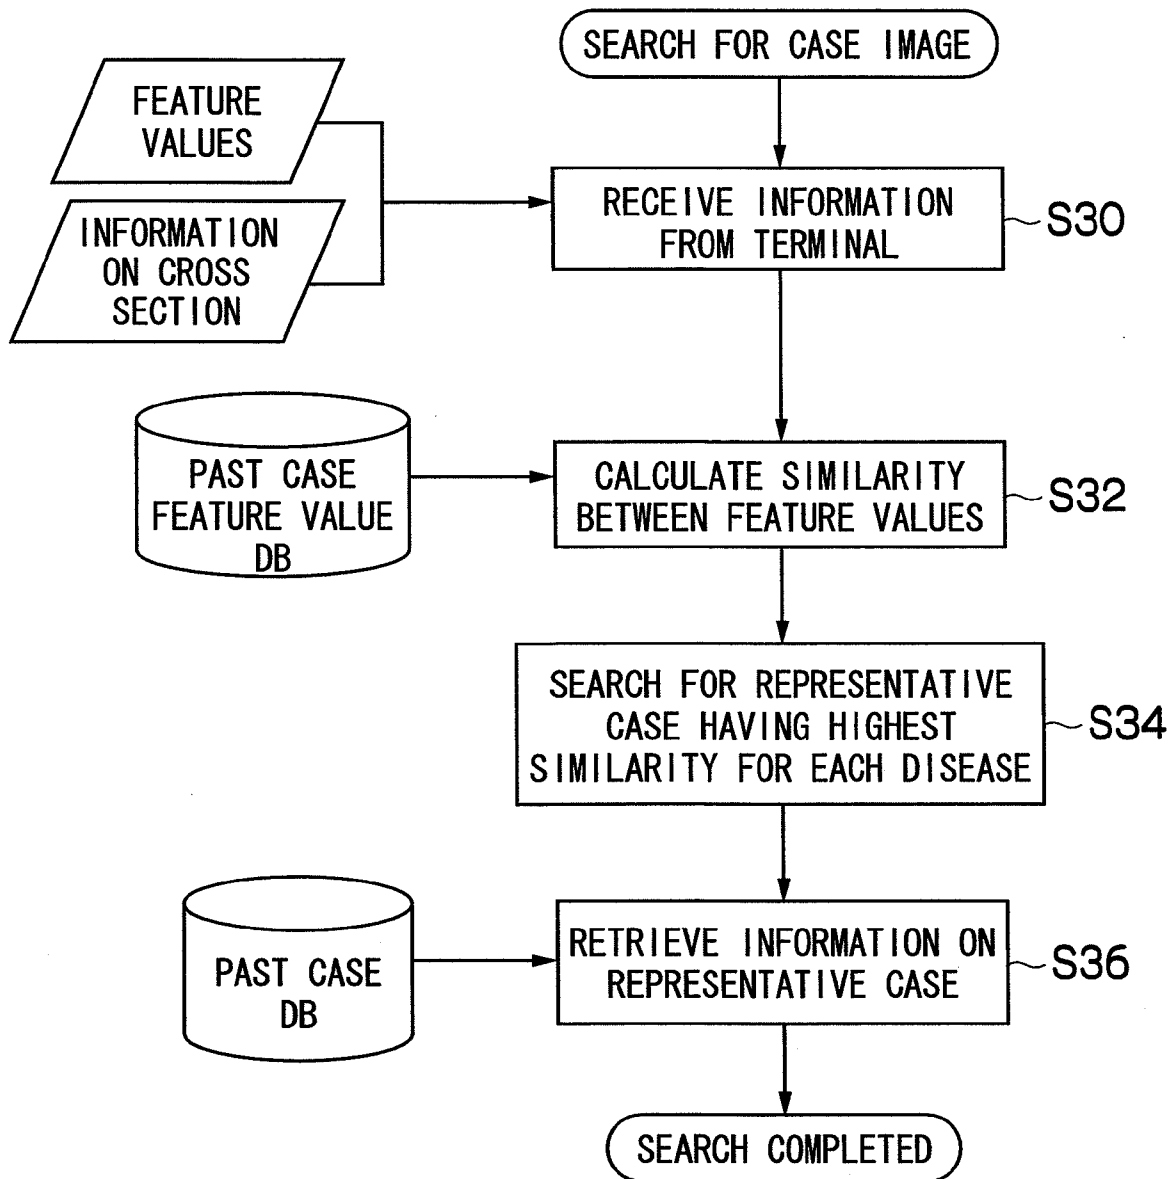 SEARCH FOR CASE IMAGE
FEATURE
VALUES
INFORMATION
ON CROSS
SECTION
RECEIVE INFORMATION
FROM TERMINAL
S30
PAST CASE
FEATURE VALUE
DB
CALCULATE SIMILARITY
BETWEEN FEATURE VALUES
S32
SEARCH FOR REPRESENTATIVE
CASE HAVING HIGHEST
SIMILARITY FOR EACH DISEASE
S34
PAST CASE
DB
RETRIEVE INFORMATION ON
REPRESENTATIVE CASE
S36
SEARCH COMPLETED